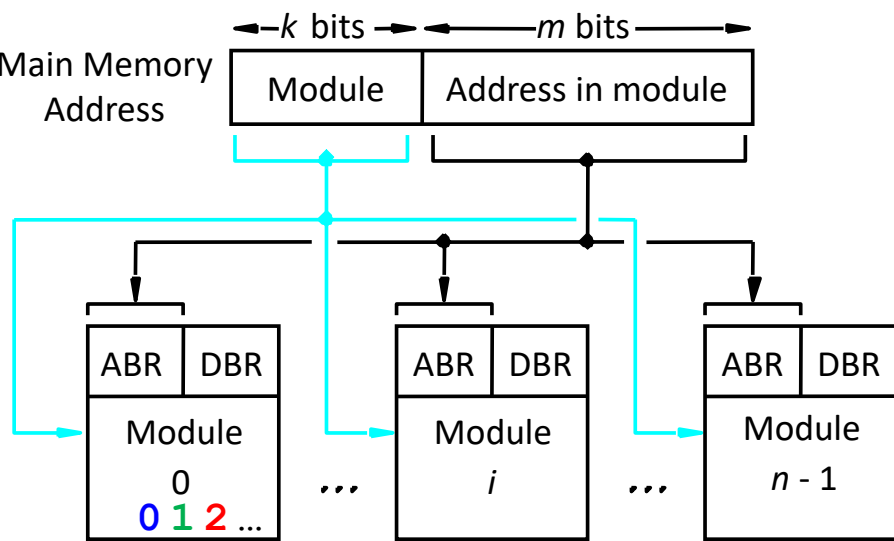 k bits m bits
Main Memory
Address
Module Address in module
ABR DBR ABR DBR ABR DBR
Module Module Module
0 i n - 1
... ...
0 1 2 ...